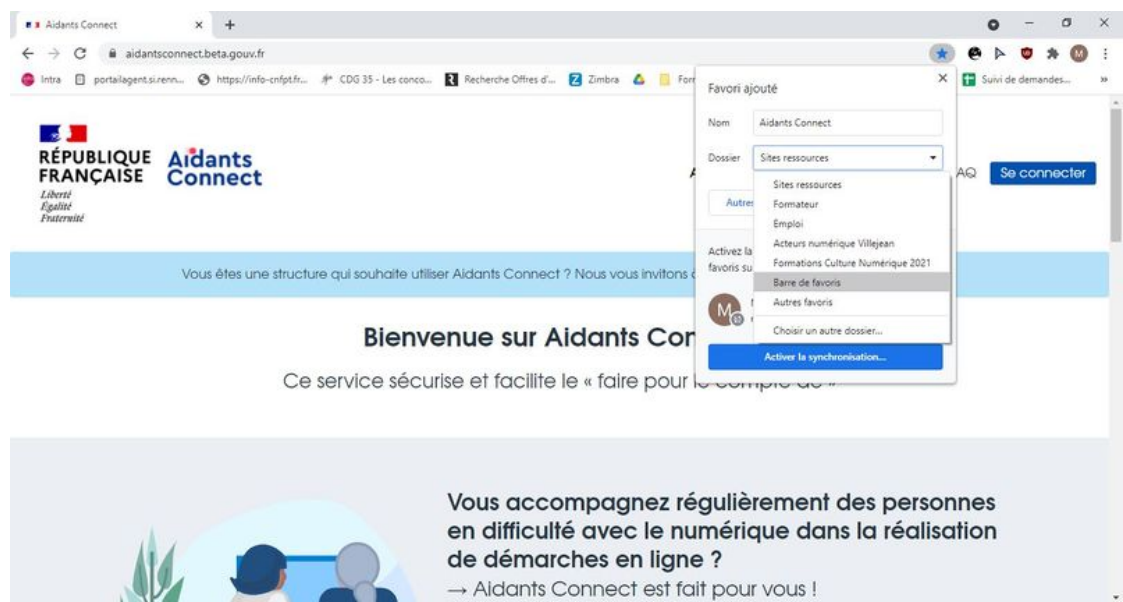 Aidants Connect
aidantsconnect.beta.gouv.fr
Intra portailagent.si.renn... https://info-cnfpt.fr... CDG 35 - Les conco... Recherche Offres d'... Zimbra Forr Suivi de demandes... »
Favori ajouté
Nom Aidants Connect
Dossier Sites ressources
Sites ressources
Formateur
Emploi
Acteurs numérique Villejean
Formations Culture Numérique 2021
Barre de favoris
Autres favoris
Choisir un autre dossier...
Autre
Activez la
favoris su
M
Activer la synchronisation...
RÉPUBLIQUE
FRANÇAISE
Liberté
Égalité
Fraternité
Aidants
Connect
AQ Se connecter
Vous êtes une structure qui souhaite utiliser Aidants Connect ? Nous vous invitons
Bienvenue sur Aidants Con
Ce service sécurise et facilite le « faire pour le compte de »
Vous accompagnez régulièrement des personnes
en difficulté avec le numérique dans la réalisation
de démarches en ligne ?
→ Aidants Connect est fait pour vous !